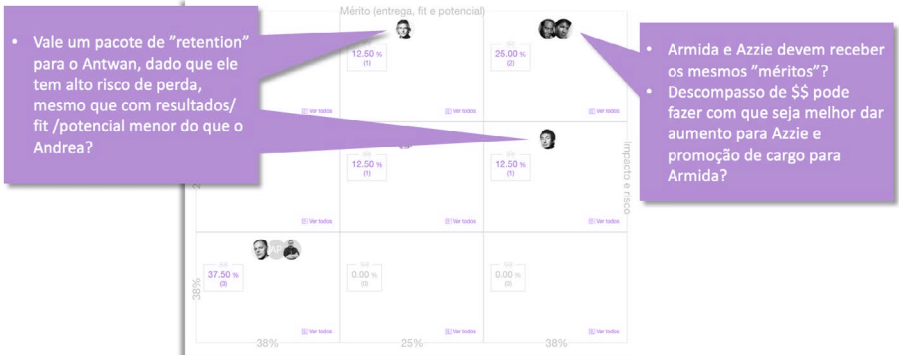 Mérito (entrega, fit e potencial)
• Vale um pacote de ”retention”
para o Antwan, dado que ele
tem alto risco de perda,
mesmo que com resultados/
fit /potencial menor do que o
Andrea?
12.50 %
(1)
Ver todos
25.00 %
(2)
Ver todos
• Armida e Azzie devem receber
os mesmos ”méritos”?
• Descompasso de $$ pode
fazer com que seja melhor dar
aumento para Azzie e
promoção de cargo para
Armida?
impacto e risco
12.50 %
(1)
12.50 %
(1)
Ver todos
Ver todos
Ver todos
37.50 %
(3)
0.00 %
(0)
0.00 %
(0)
38%
Ver todos
Ver todos
Ver todos
38%
25%
38%